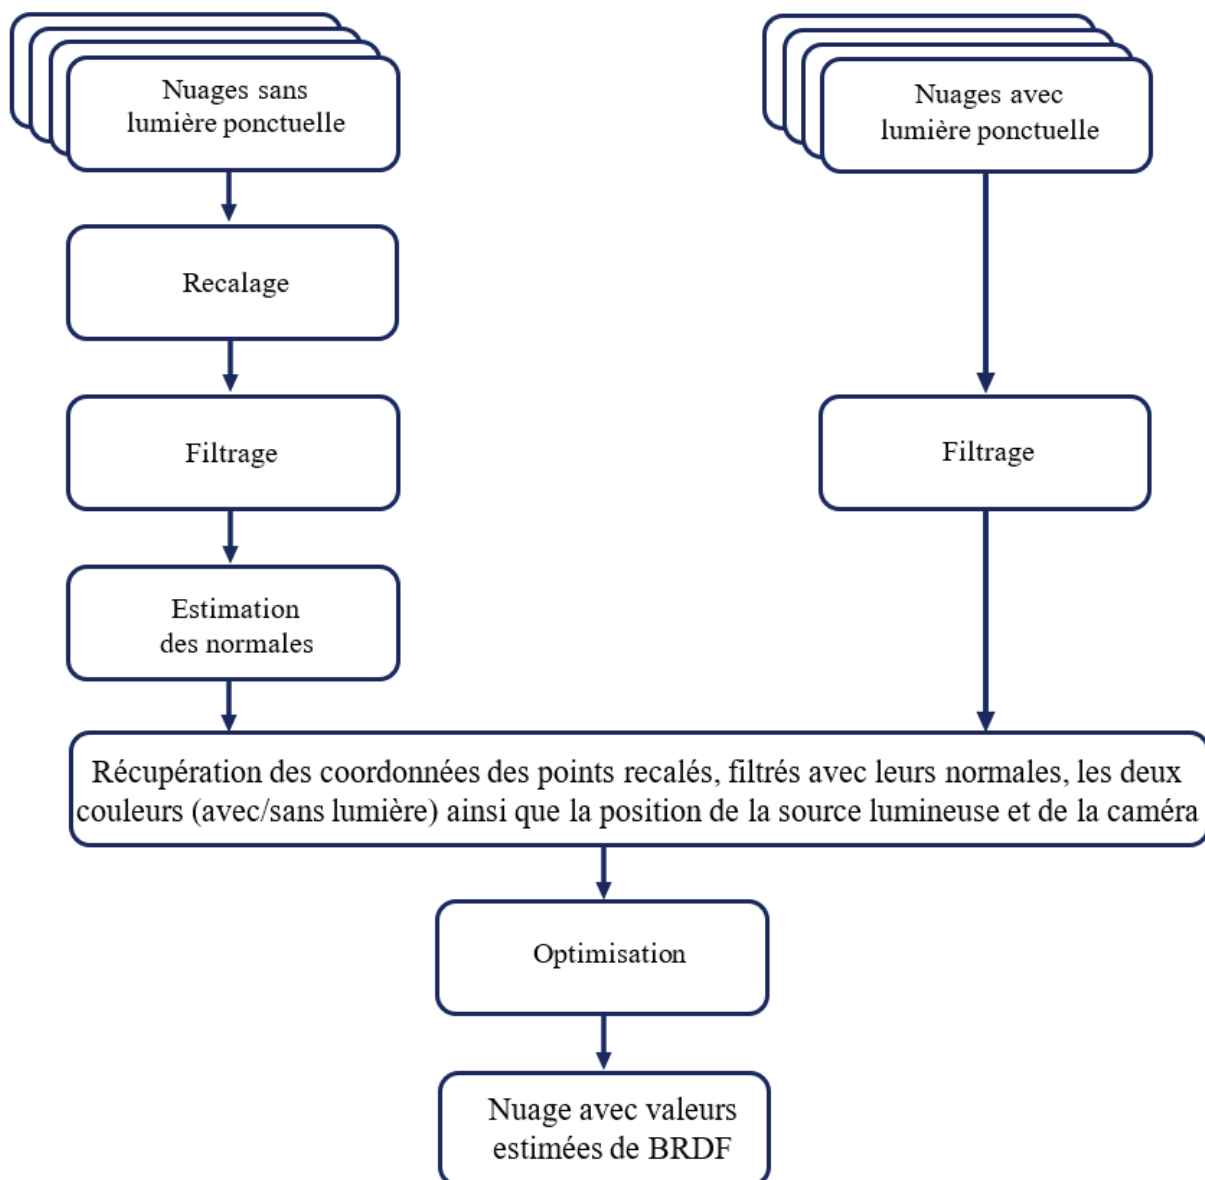 Nuages sans
lumière ponctuelle
Nuages avec
lumière ponctuelle
Recalage
Filtrage
Filtrage
Estimation
des normales
Récupération des coordonnées des points recalés, filtrés avec leurs normales, les deux
couleurs (avec/sans lumière) ainsi que la position de la source lumineuse et de la caméra
Optimisation
Nuage avec valeurs
estimées de BRDF